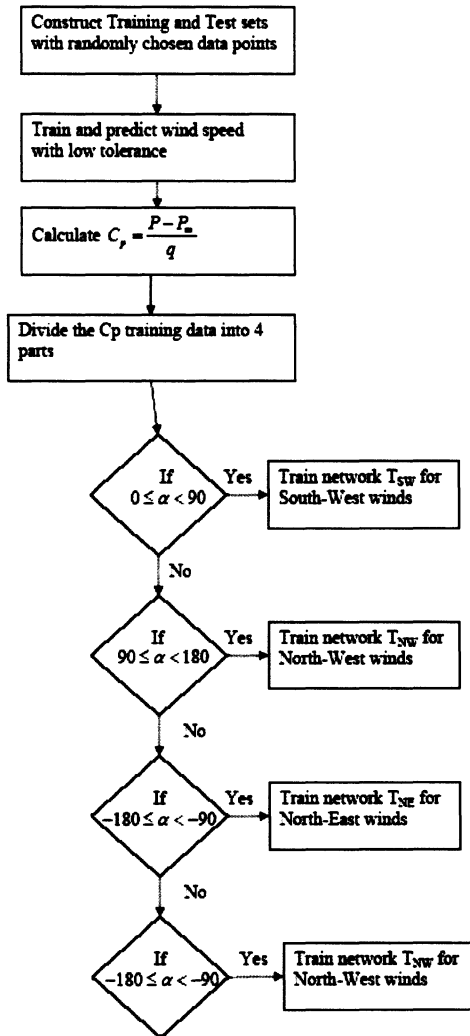 Construct Training and Test sets
with randomly chosen data points
Train and predict wind speed
with low tolerance
Calculate C_p = (P − P_∞) / q
Divide the Cp training data into 4
parts
If
0 ≤ α < 90
Yes
Train network T_SW for
South-West winds
No
If
90 ≤ α < 180
Yes
Train network T_NW for
North-West winds
No
If
−180 ≤ α < −90
Yes
Train network T_NE for
North-East winds
No
If
−180 ≤ α < −90
Yes
Train network T_NW for
North-West winds